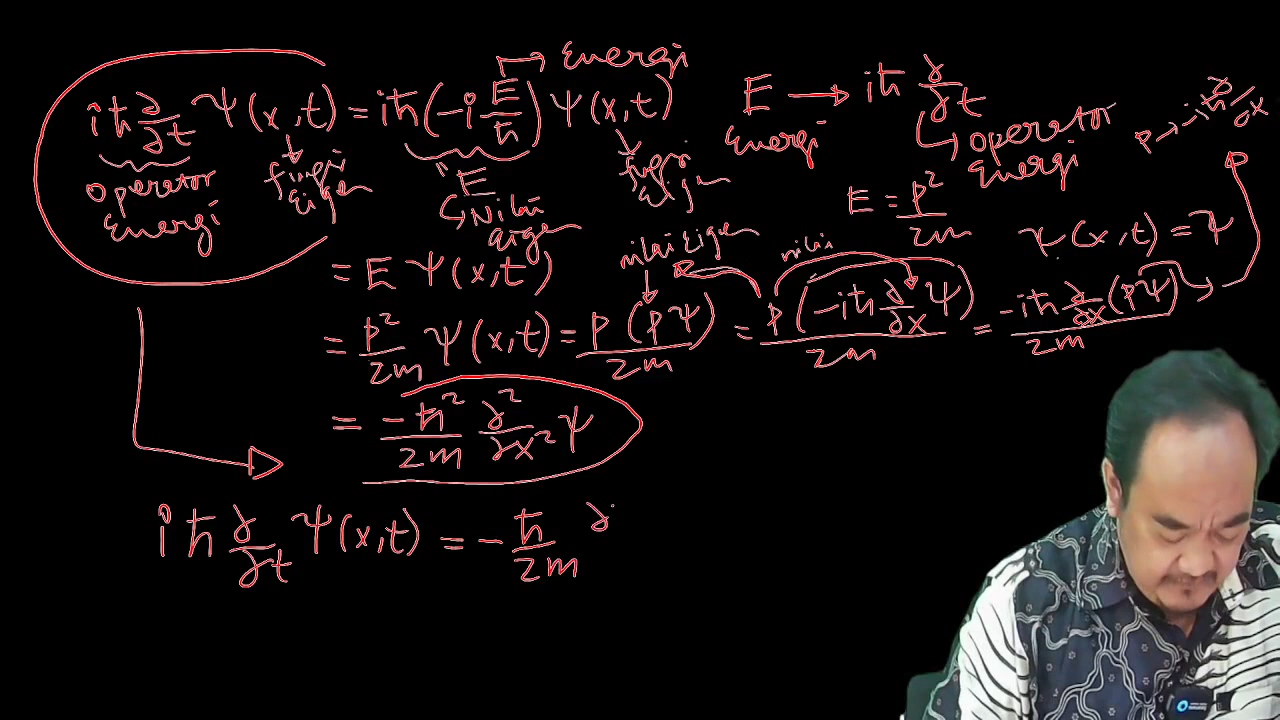 iħ ∂/∂t Ψ(x,t) = iħ(-i E/ħ) Ψ(x,t)
→ Energi
Operator Energi
fungsi Eigen
"E
↳ Nilai Eigen
fungsi Eigen
E → iħ ∂/∂t
Energi
↳ operator Energi
p → -iħ ∂/∂x
E = p²/2m
Ψ(x,t) = Ψ
= E Ψ(x,t)
nilai Eigen
nilai
= p²/2m Ψ(x,t) = p(pΨ)/2m = p(-iħ ∂/∂x Ψ)/2m = -iħ ∂/∂x (pΨ)/2m
= -ħ²/2m ∂²/∂x² Ψ
iħ ∂/∂t Ψ(x,t) = - ħ/2m ∂